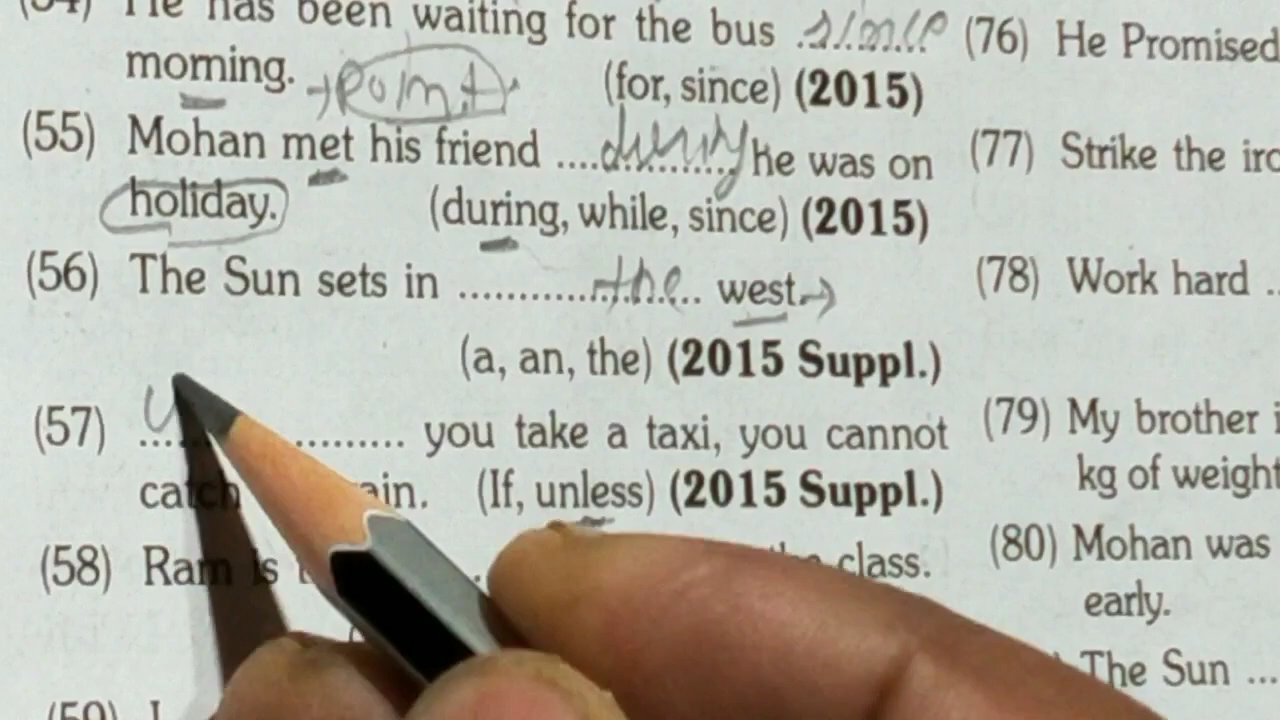 He has been waiting for the bus since
morning. → point (for, since) (2015)
(55) Mohan met his friend ....during.... he was on
holiday. (during, while, since) (2015)
(56) The Sun sets in .................the.... west. →
(a, an, the) (2015 Suppl.)
(57) U.................. you take a taxi, you cannot
catch ain. (If, unless) (2015 Suppl.)
(58) Ram is class.
(59) I
(76) He Promised
(77) Strike the iro
(78) Work hard ..
(79) My brother i
kg of weight
(80) Mohan was
early.
The Sun ...